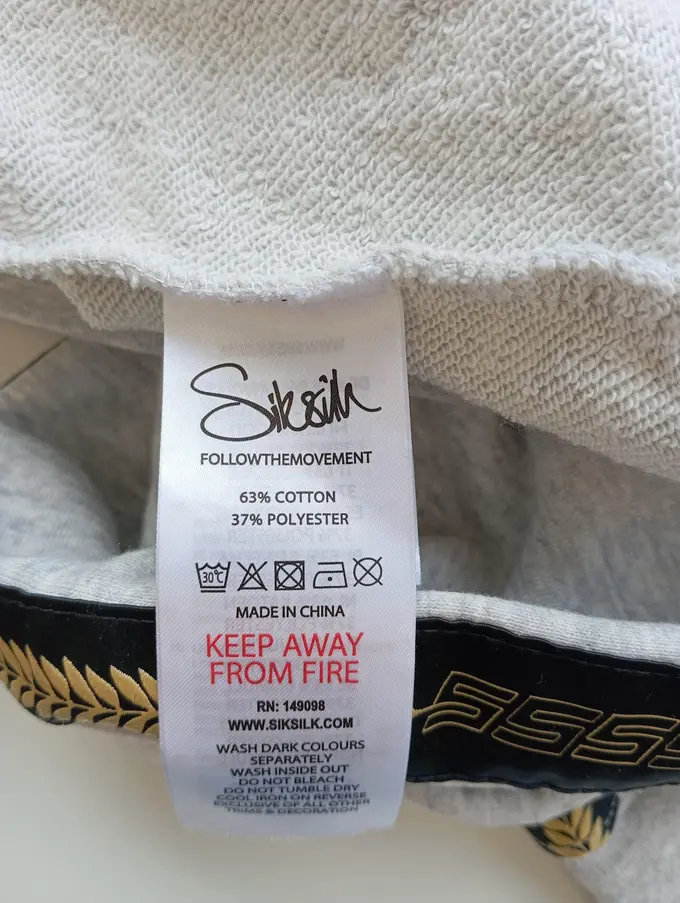 Siksilk
FOLLOWTHEMOVEMENT
63% COTTON
37% POLYESTER
30°C
MADE IN CHINA
KEEP AWAY
FROM FIRE
RN: 149098
WWW.SIKSILK.COM
WASH DARK COLOURS
SEPARATELY
WASH INSIDE OUT
DO NOT BLEACH
DO NOT TUMBLE DRY
COOL IRON ON REVERSE
EXCLUSIVE OF ALL OTHER
TRIMS & DECORATION
SSSS